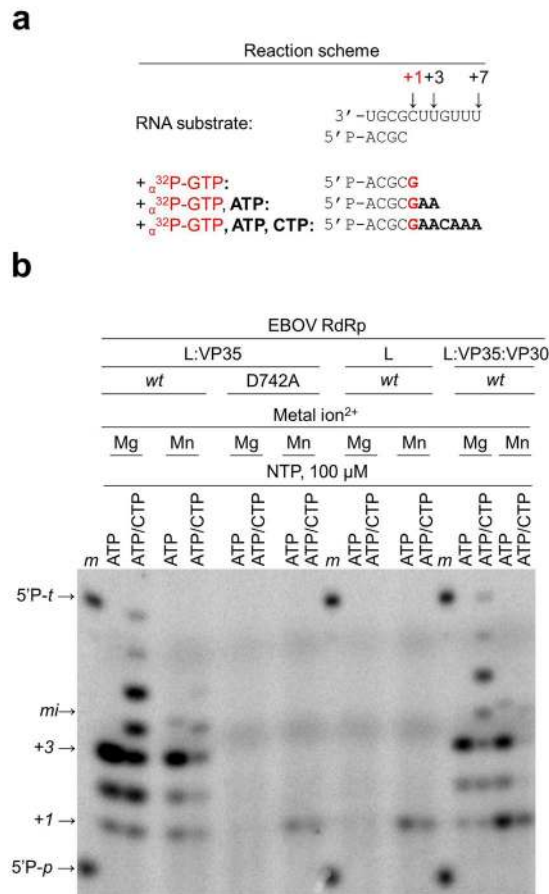 a
Reaction scheme
+1 +3 +7
↓ ↓ ↓
3′-UGCGCUUGUUU
RNA substrate:
5′P-ACGC
+ α32P-GTP: 5′P-ACGCG
+ α32P-GTP, ATP: 5′P-ACGCGAA
+ α32P-GTP, ATP, CTP: 5′P-ACGCGAACAAA
b
EBOV RdRp
L:VP35 L L:VP35:VP30
wt D742A wt wt
Metal ion2+
Mg Mn Mg Mn Mg Mn Mg Mn
NTP, 100 µM
m ATP ATP/CTP ATP ATP/CTP ATP ATP/CTP ATP ATP/CTP m ATP ATP/CTP ATP ATP/CTP m ATP ATP/CTP ATP ATP/CTP
5′P-t →
mi →
+3 →
+1 →
5′P-p →